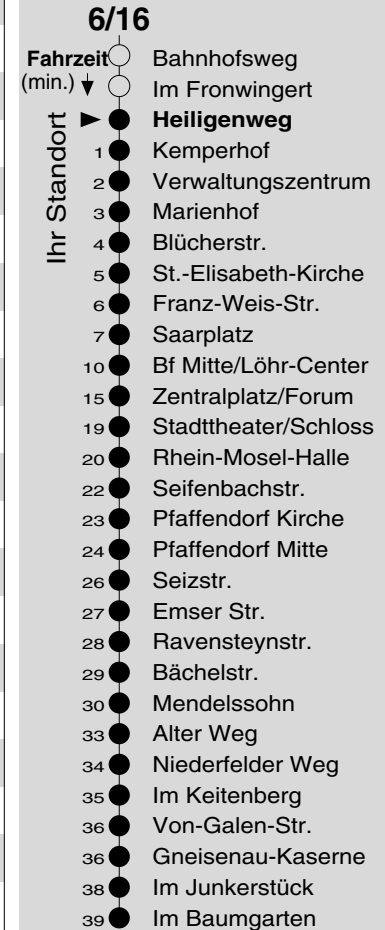 6/16
Fahrzeit Bahnhofsweg
(min.) Im Fronwingert
Ihr Standort
Heiligenweg
1 Kemperhof
2 Verwaltungszentrum
3 Marienhof
4 Blücherstr.
5 St.-Elisabeth-Kirche
6 Franz-Weis-Str.
7 Saarplatz
10 Bf Mitte/Löhr-Center
15 Zentralplatz/Forum
19 Stadttheater/Schloss
20 Rhein-Mosel-Halle
22 Seifenbachstr.
23 Pfaffendorf Kirche
24 Pfaffendorf Mitte
26 Seizstr.
27 Emser Str.
28 Ravensteynstr.
29 Bächelstr.
30 Mendelssohn
33 Alter Weg
34 Niederfelder Weg
35 Im Keitenberg
36 Von-Galen-Str.
36 Gneisenau-Kaserne
38 Im Junkerstück
39 Im Baumgarten